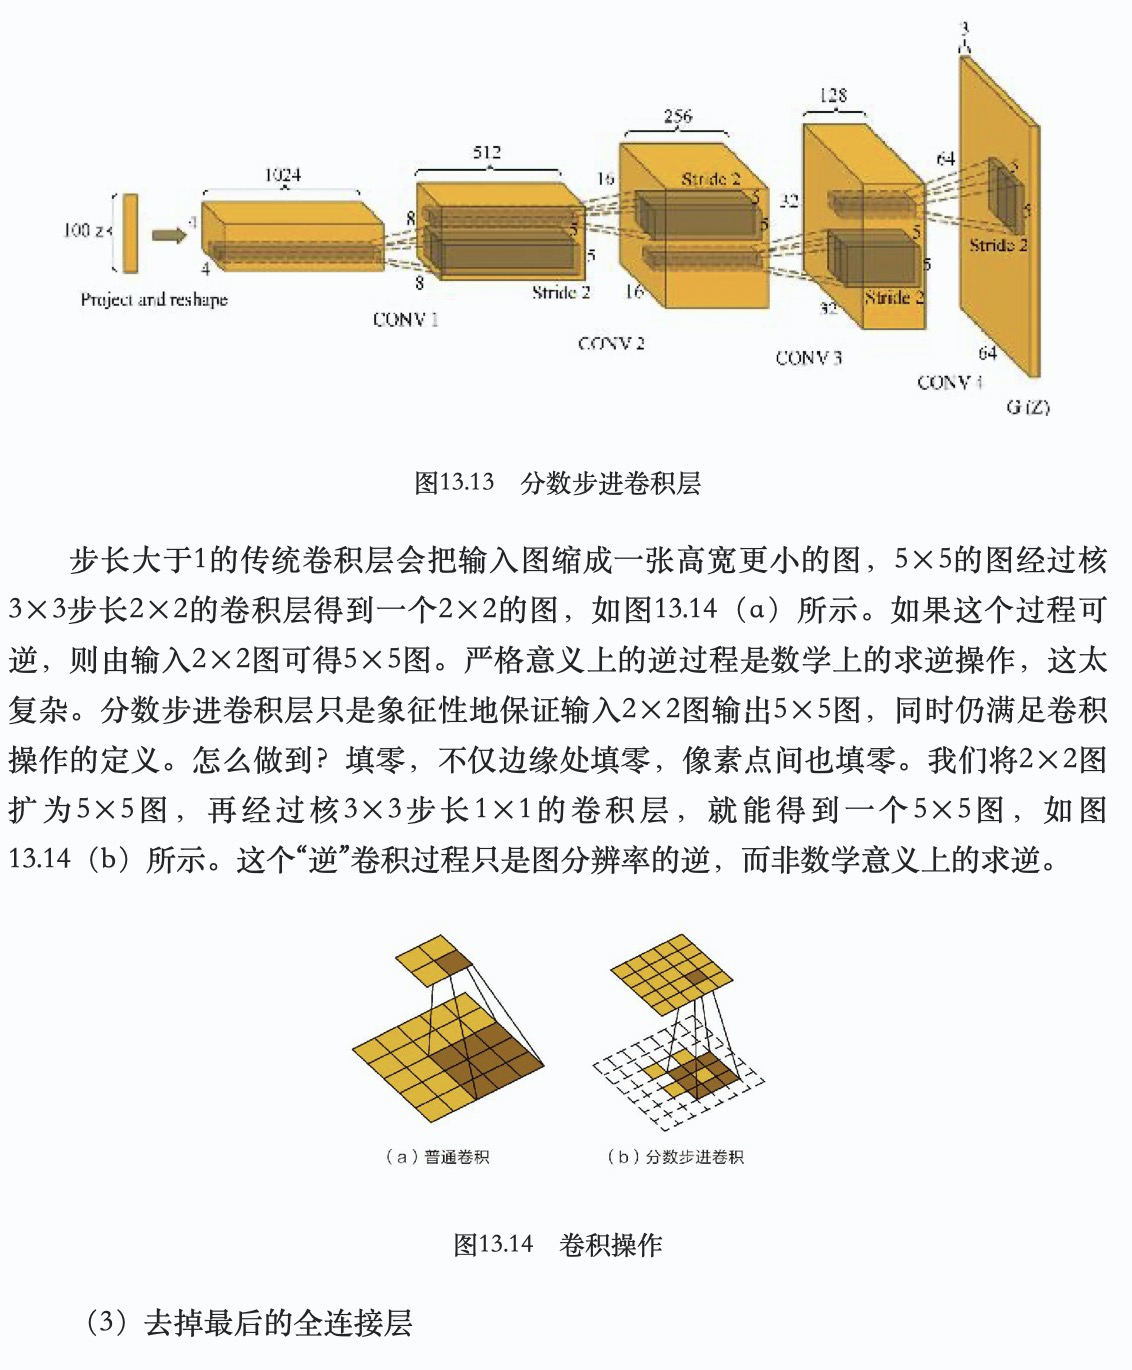 3
128
256
512
1024
64
16
Stride 2
5
5
32
8
5
5
5
5
100 z
4
4
5
5
Stride 2
8
Stride 2
16
Stride 2
32
Project and reshape
CONV 1
CONV 2
CONV 3
64
CONV 4
G (Z)
图13.13 分数步进卷积层
步长大于1的传统卷积层会把输入图缩成一张高宽更小的图，5×5的图经过核
3×3步长2×2的卷积层得到一个2×2的图，如图13.14（a）所示。如果这个过程可
逆，则由输入2×2图可得5×5图。严格意义上的逆过程是数学上的求逆操作，这太
复杂。分数步进卷积层只是象征性地保证输入2×2图输出5×5图，同时仍满足卷积
操作的定义。怎么做到？填零，不仅边缘处填零，像素点间也填零。我们将2×2图
扩为5×5图，再经过核3×3步长1×1的卷积层，就能得到一个5×5图，如图
13.14（b）所示。这个“逆”卷积过程只是图分辨率的逆，而非数学意义上的求逆。
（a）普通卷积
（b）分数步进卷积
图13.14 卷积操作
（3）去掉最后的全连接层